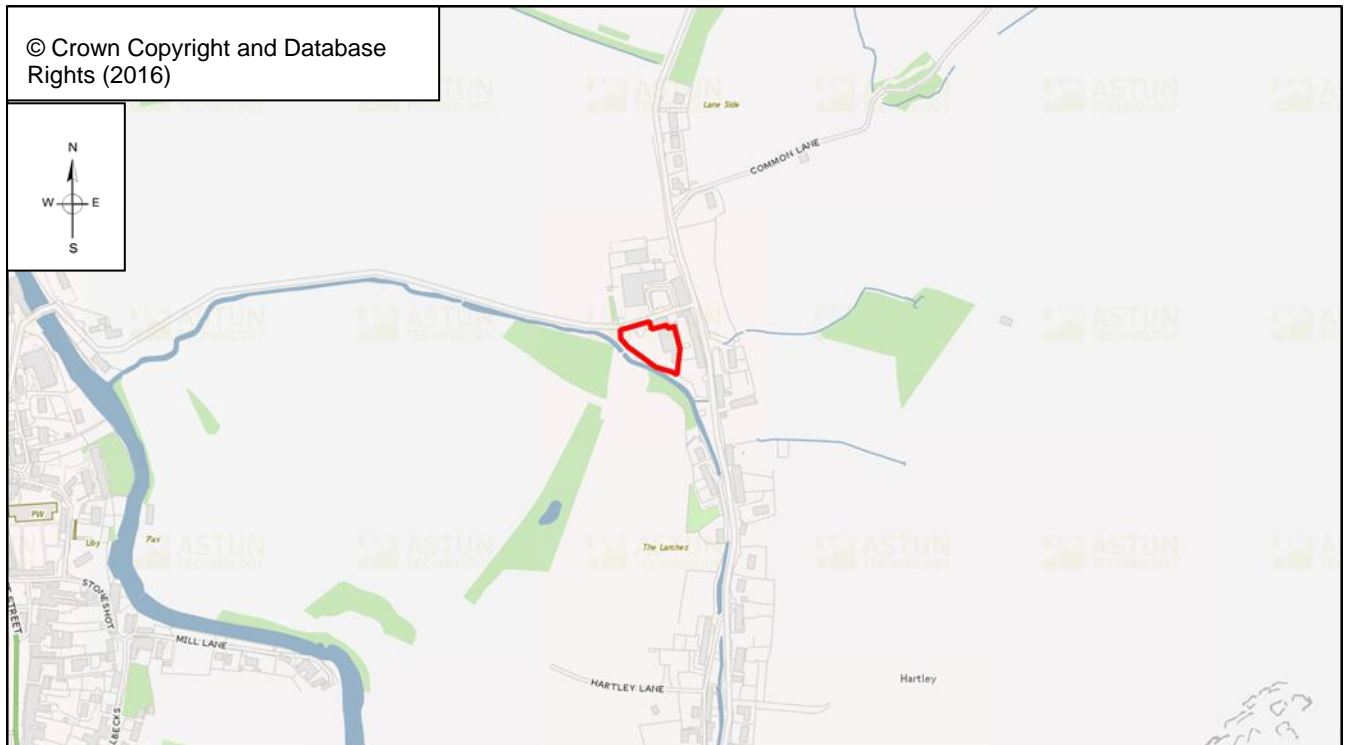 © Crown Copyright and Database
Rights (2016)
N
W E
S
ASTUN
TECHNOLOGY
Lane Side
COMMON LANE
PW
Liby
Pav
The Larches
STONESHOT
STREET
MILL LANE
HARTLEY LANE
Hartley